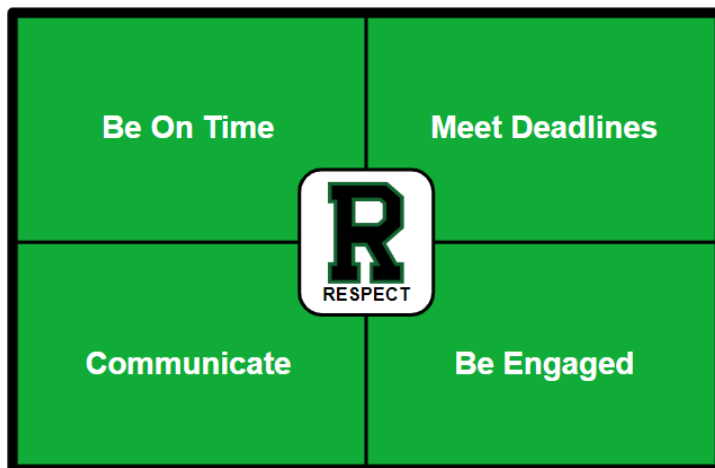 Be On Time
Meet Deadlines
R
RESPECT
Communicate
Be Engaged